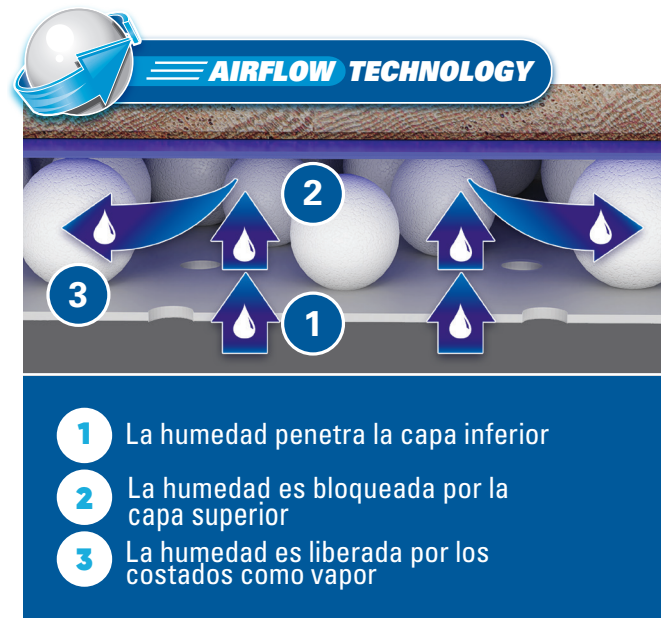 AIRFLOW TECHNOLOGY
2
3
1
1 La humedad penetra la capa inferior
2 La humedad es bloqueada por la
capa superior
3 La humedad es liberada por los
costados como vapor